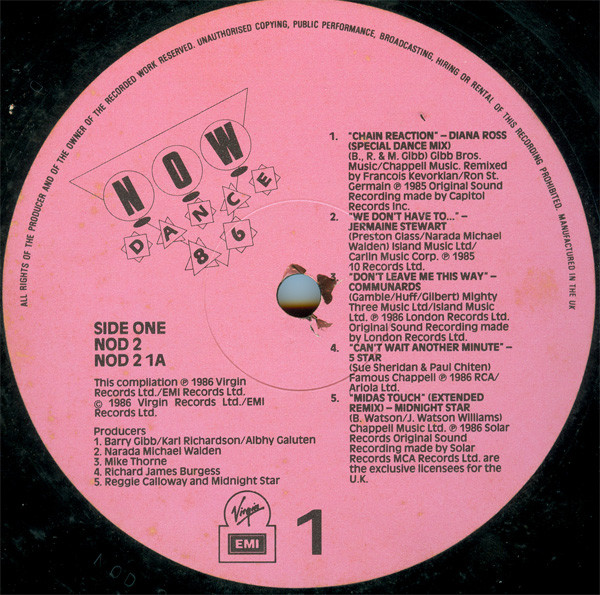 ALL RIGHTS OF THE PRODUCER AND OF THE OWNER OF THE RECORDED WORK RESERVED. UNAUTHORISED COPYING, PUBLIC PERFORMANCE, BROADCASTING, HIRING OR RENTAL OF THIS RECORDING PROHIBITED. MANUFACTURED IN THE UK
NOW
DANCE
86
1. "CHAIN REACTION" – DIANA ROSS
(SPECIAL DANCE MIX)
(B., R. & M. Gibb) Gibb Bros.
Music/Chappell Music. Remixed
by Francois Kevorkian/Ron St.
Germain ℗ 1985 Original Sound
Recording made by Capitol
Records Inc.
2. "WE DON'T HAVE TO..." –
JERMAINE STEWART
(Preston Glass/Narada Michael
Walden) Island Music Ltd/
Carlin Music Corp. ℗ 1985
10 Records Ltd.
3. "DON'T LEAVE ME THIS WAY" –
COMMUNARDS
(Gamble/Huff/Gilbert) Mighty
Three Music Ltd/Island Music
Ltd. ℗ 1986 London Records Ltd.
Original Sound Recording made
by London Records Ltd.
4. "CAN'T WAIT ANOTHER MINUTE" –
5 STAR
(Sue Sheridan & Paul Chiten)
Famous Chappell ℗ 1986 RCA/
Ariola Ltd.
5. "MIDAS TOUCH" (EXTENDED
REMIX) – MIDNIGHT STAR
(B. Watson/J. Watson Williams)
Chappell Music Ltd. ℗ 1986 Solar
Records Original Sound
Recording made by Solar
Records MCA Records Ltd. are
the exclusive licensees for the
U.K.
SIDE ONE
NOD 2
NOD 2 1A
This compilation ℗ 1986 Virgin
Records Ltd./EMI Records Ltd.
© 1986 Virgin Records Ltd./EMI
Records Ltd.
Producers
1. Barry Gibb/Karl Richardson/Albhy Galuten
2. Narada Michael Walden
3. Mike Thorne
4. Richard James Burgess
5. Reggie Calloway and Midnight Star
Virgin
EMI
1
NOD